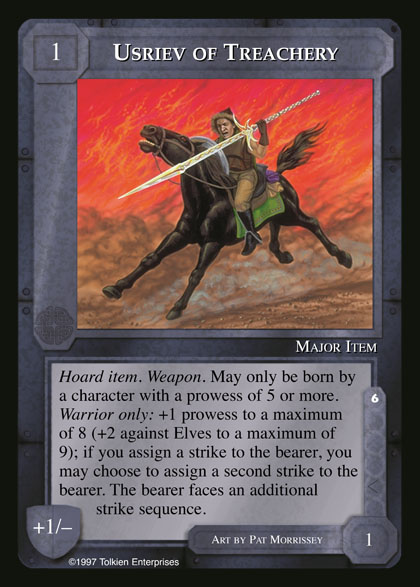 1
USRIEV OF TREACHERY
MAJOR ITEM
Hoard item. Weapon. May only be born by
a character with a prowess of 5 or more.
Warrior only: +1 prowess to a maximum
of 8 (+2 against Elves to a maximum of
9); if you assign a strike to the bearer, you
may choose to assign a second strike to the
bearer. The bearer faces an additional
strike sequence.
6
+1/–
ART BY PAT MORRISSEY
1
©1997 Tolkien Enterprises